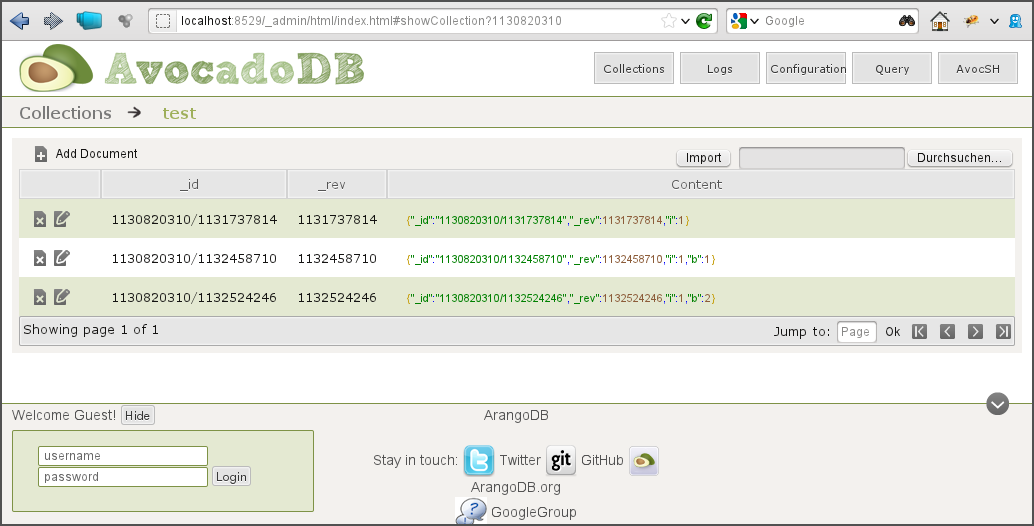 localhost:8529/_admin/html/index.html#showCollection?1130820310 Google
AvocadoDB
Collections Logs Configuration Query AvocSH
Collections → test
Add Document Import Durchsuchen...
_id _rev Content
1130820310/1131737814 1131737814 {"_id":"1130820310/1131737814","_rev":1131737814,"i":1}
1130820310/1132458710 1132458710 {"_id":"1130820310/1132458710","_rev":1132458710,"i":1,"b":1}
1130820310/1132524246 1132524246 {"_id":"1130820310/1132524246","_rev":1132524246,"i":1,"b":2}
Showing page 1 of 1 Jump to: Page Ok
Welcome Guest! Hide ArangoDB
username
password Login
Stay in touch: Twitter git GitHub
ArangoDB.org
GoogleGroup